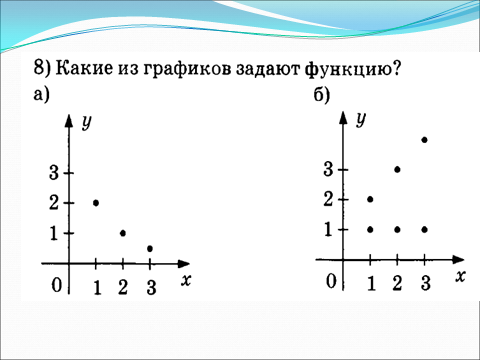 8) Какие из графиков задают функцию?
а) б)
y y
3 3
2 2
1 1
0 1 2 3 x 0 1 2 3 x